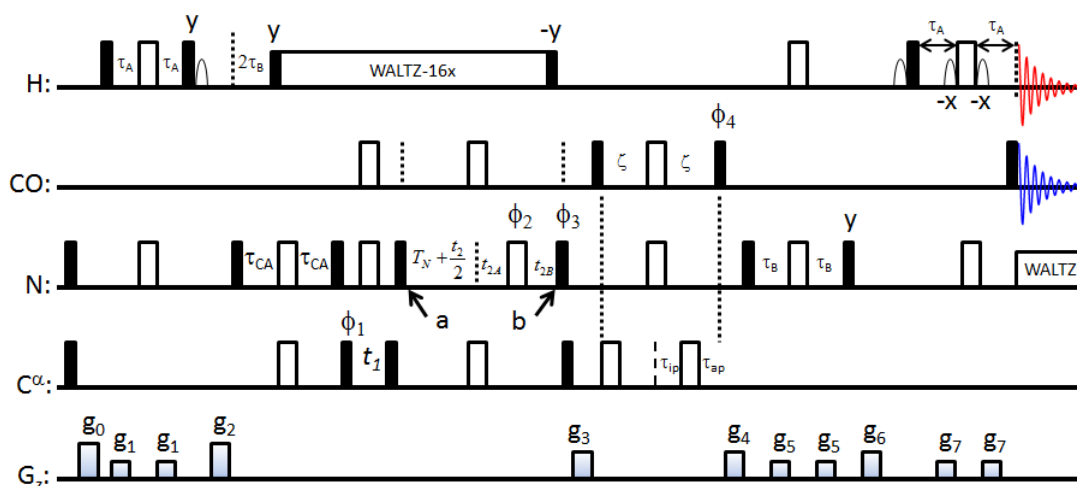 y y -y τA τA
H: τA τA 2τB WALTZ-16x -x -x
ϕ4
CO: ζ ζ
ϕ2 ϕ3 y
N: τCA τCA TN + t2/2 t2A t2B τB τB WALTZ
a b
ϕ1
Cα: t1 τip τap
g0 g1 g1 g2 g3 g4 g5 g5 g6 g7 g7
Gz: